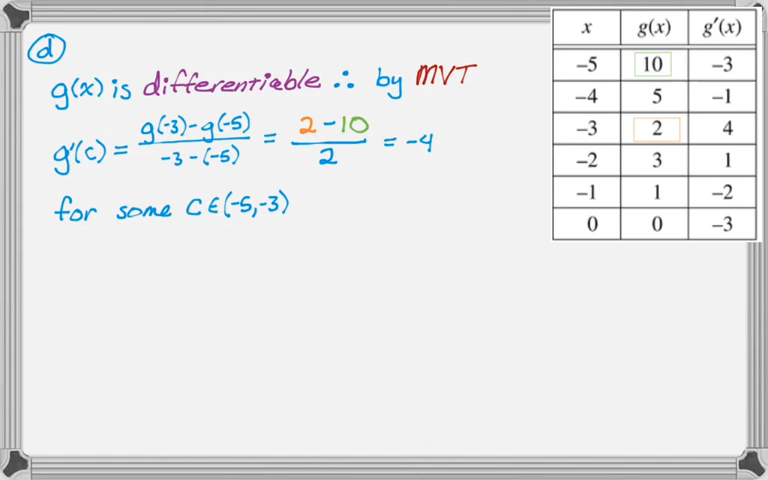 d
g(x) is differentiable ∴ by MVT
g'(c) = g(-3) - g(-5) / -3 - (-5) = 2 - 10 / 2 = -4
for some C ∈ (-5, -3)
x g(x) g′(x)
−5 10 −3
−4 5 −1
−3 2 4
−2 3 1
−1 1 −2
0 0 −3